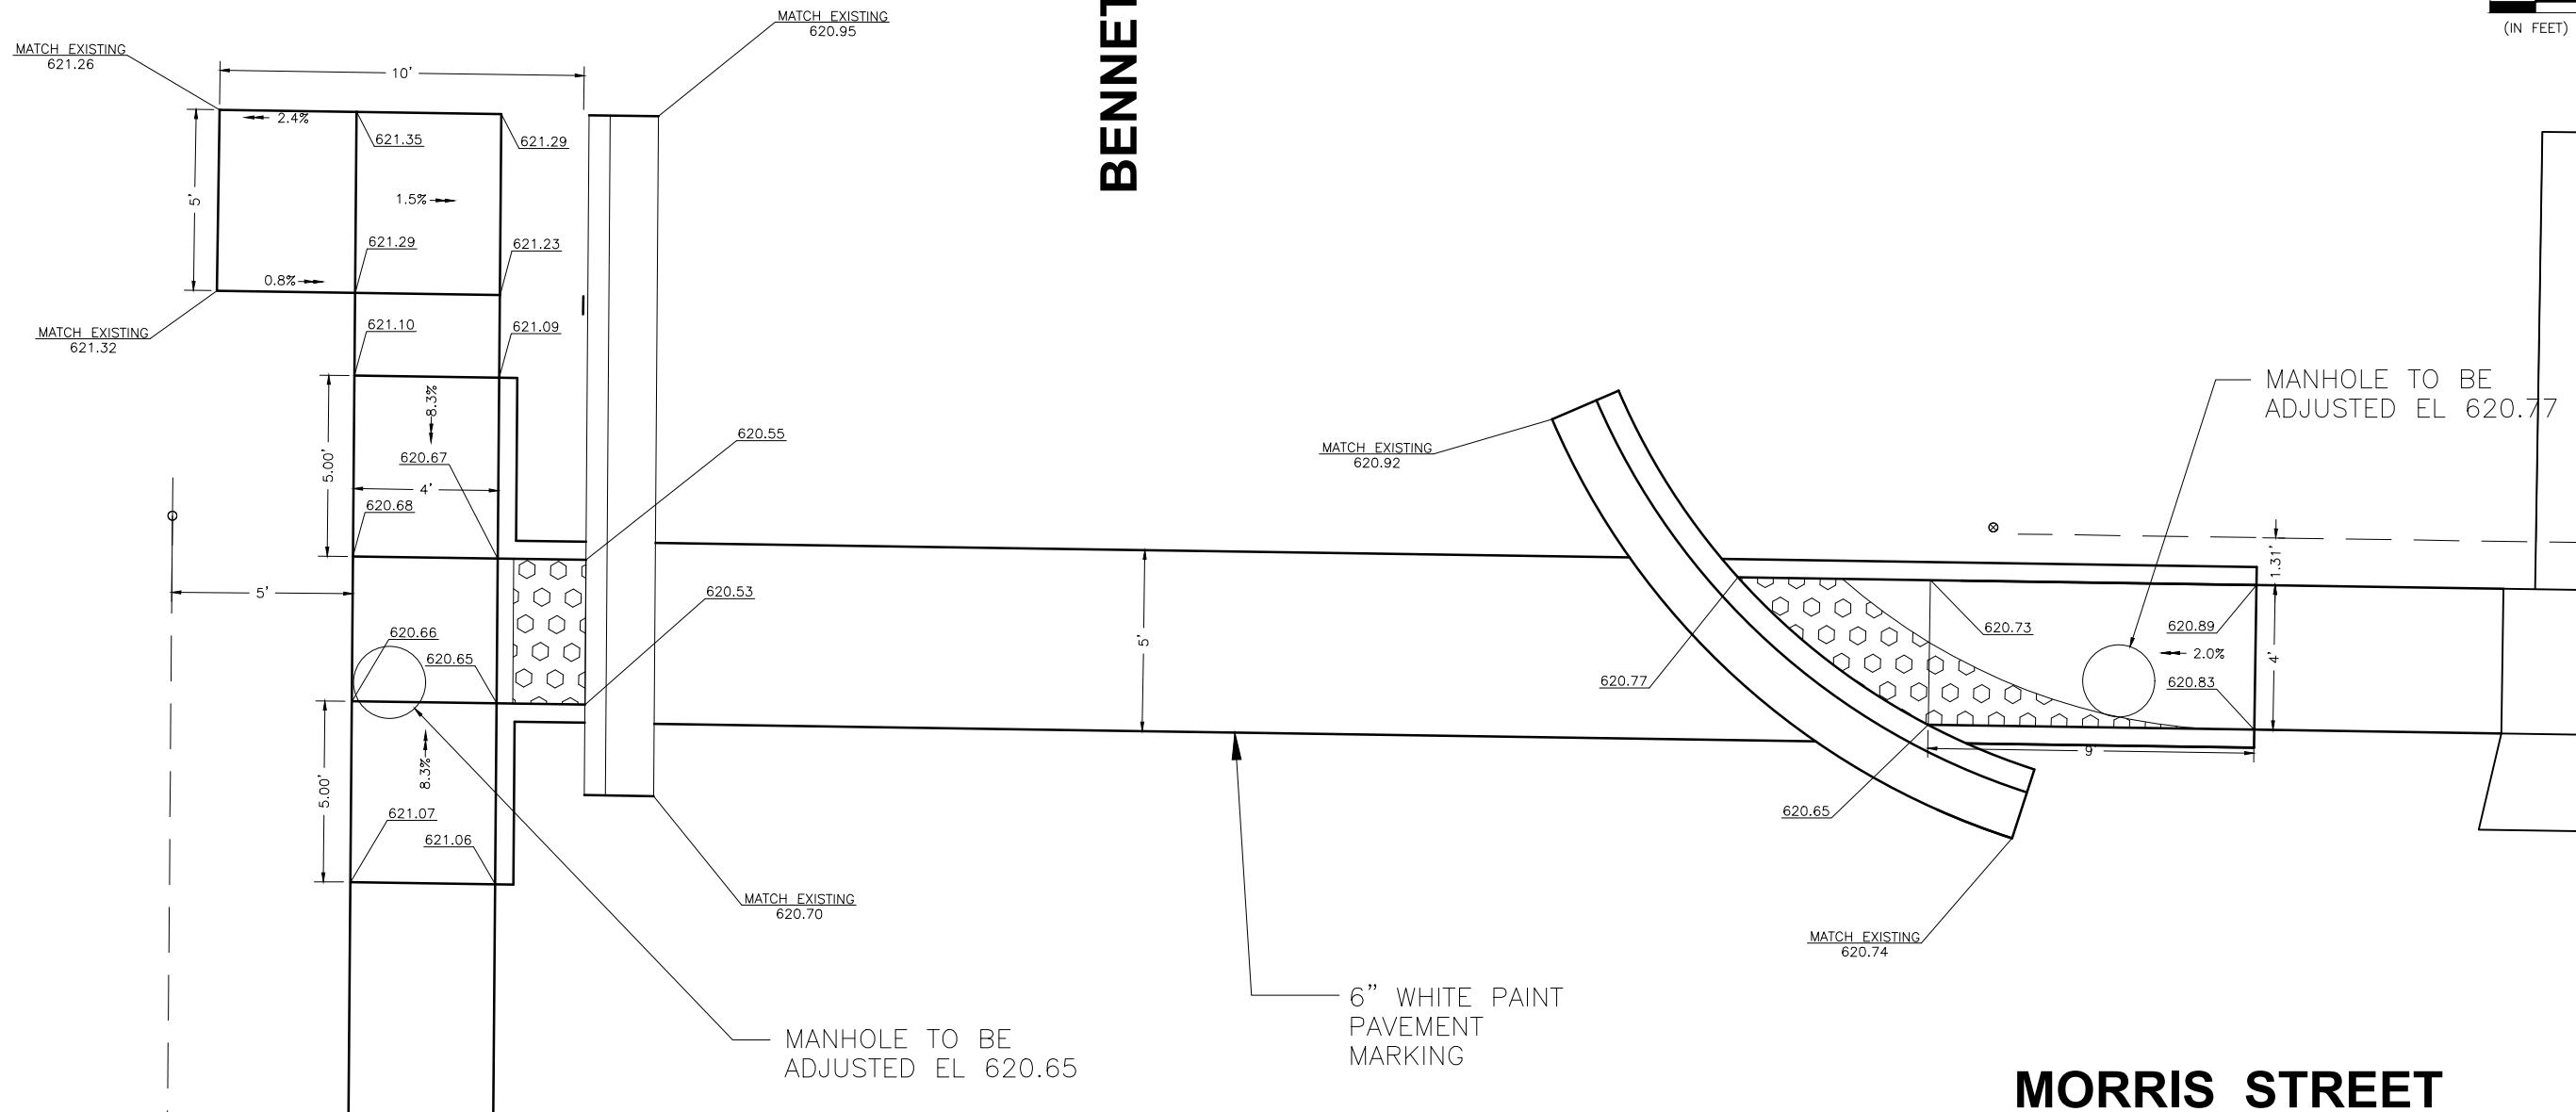 MATCH EXISTING
620.95
BENNET
(IN FEET)
MATCH EXISTING
621.26
10'
2.4%
621.35
621.29
5'
1.5%
621.29
621.23
0.8%
MATCH EXISTING
621.32
621.10
621.09
8.3%
5.00'
620.67
4'
620.68
620.55
620.53
5'
620.66
620.65
8.3%
5.00'
621.07
621.06
MATCH EXISTING
620.70
MANHOLE TO BE
ADJUSTED EL 620.65
5'
6" WHITE PAINT
PAVEMENT
MARKING
MATCH EXISTING
620.92
MANHOLE TO BE
ADJUSTED EL 620.77
1.31'
620.73
620.89
2.0%
4'
620.77
620.83
9'
620.65
MATCH EXISTING
620.74
MORRIS STREET